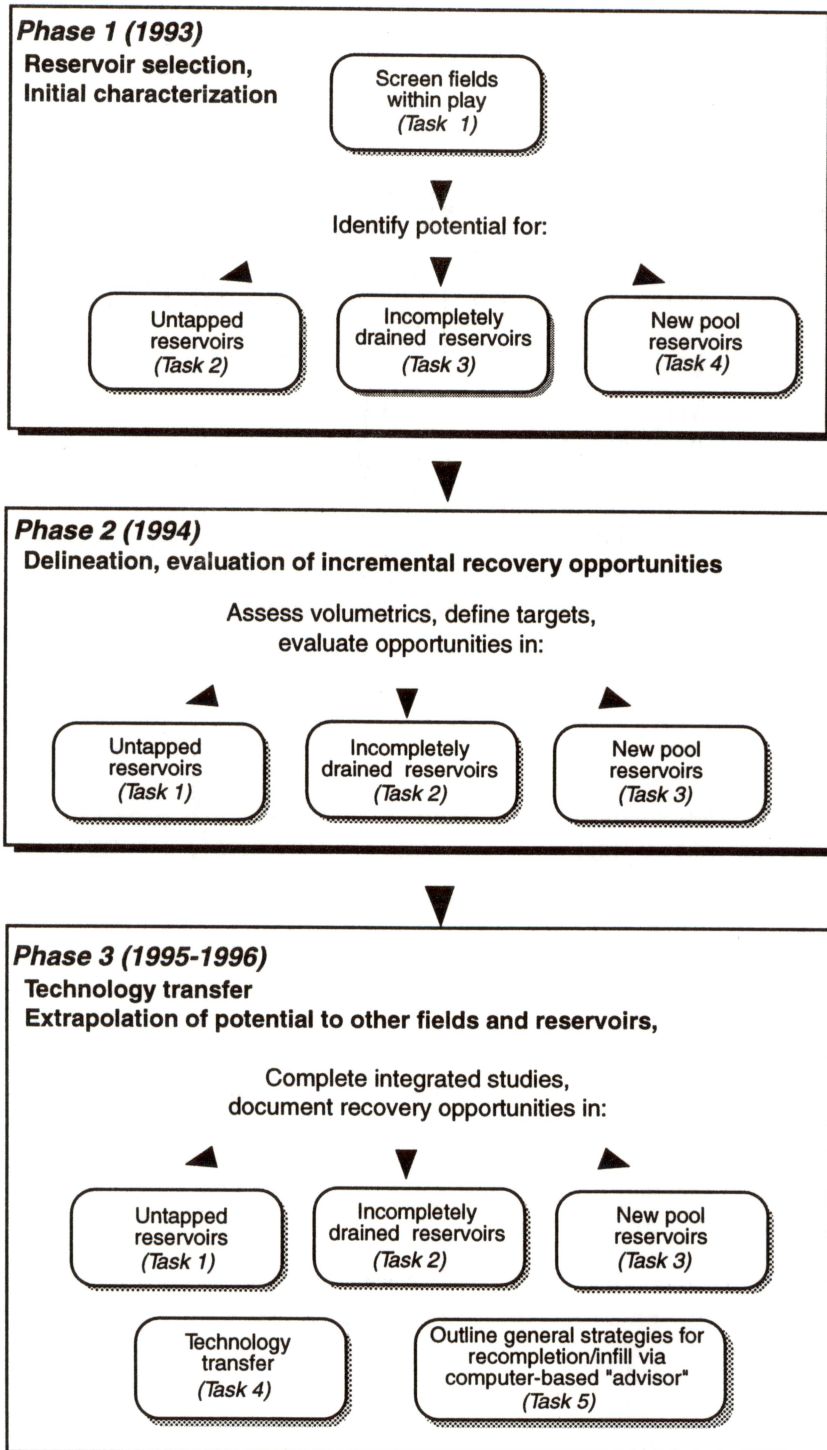 Phase 1 (1993)
Reservoir selection,
Initial characterization
Screen fields
within play
(Task 1)
Identify potential for:
Untapped
reservoirs
(Task 2)
Incompletely
drained reservoirs
(Task 3)
New pool
reservoirs
(Task 4)
Phase 2 (1994)
Delineation, evaluation of incremental recovery opportunities
Assess volumetrics, define targets,
evaluate opportunities in:
Untapped
reservoirs
(Task 1)
Incompletely
drained reservoirs
(Task 2)
New pool
reservoirs
(Task 3)
Phase 3 (1995-1996)
Technology transfer
Extrapolation of potential to other fields and reservoirs,
Complete integrated studies,
document recovery opportunities in:
Untapped
reservoirs
(Task 1)
Incompletely
drained reservoirs
(Task 2)
New pool
reservoirs
(Task 3)
Technology
transfer
(Task 4)
Outline general strategies for
recompletion/infill via
computer-based "advisor"
(Task 5)